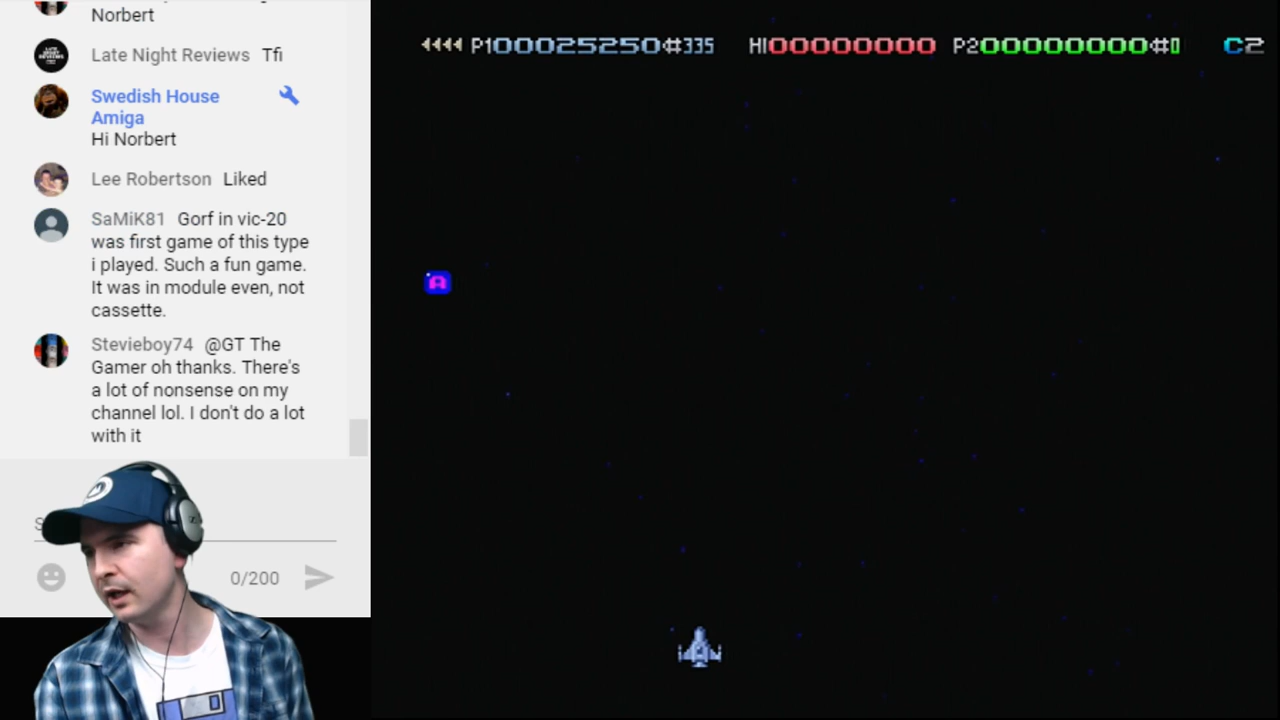 Norbert
Late Night Reviews Tfi
Swedish House
Amiga
Hi Norbert
Lee Robertson Liked
SaMiK81 Gorf in vic-20
was first game of this type
i played. Such a fun game.
It was in module even, not
cassette.
Stevieboy74 @GT The
Gamer oh thanks. There's
a lot of nonsense on my
channel lol. I don't do a lot
with it
0/200
P100025250#335 HI00000000 P200000000#0 C2
A